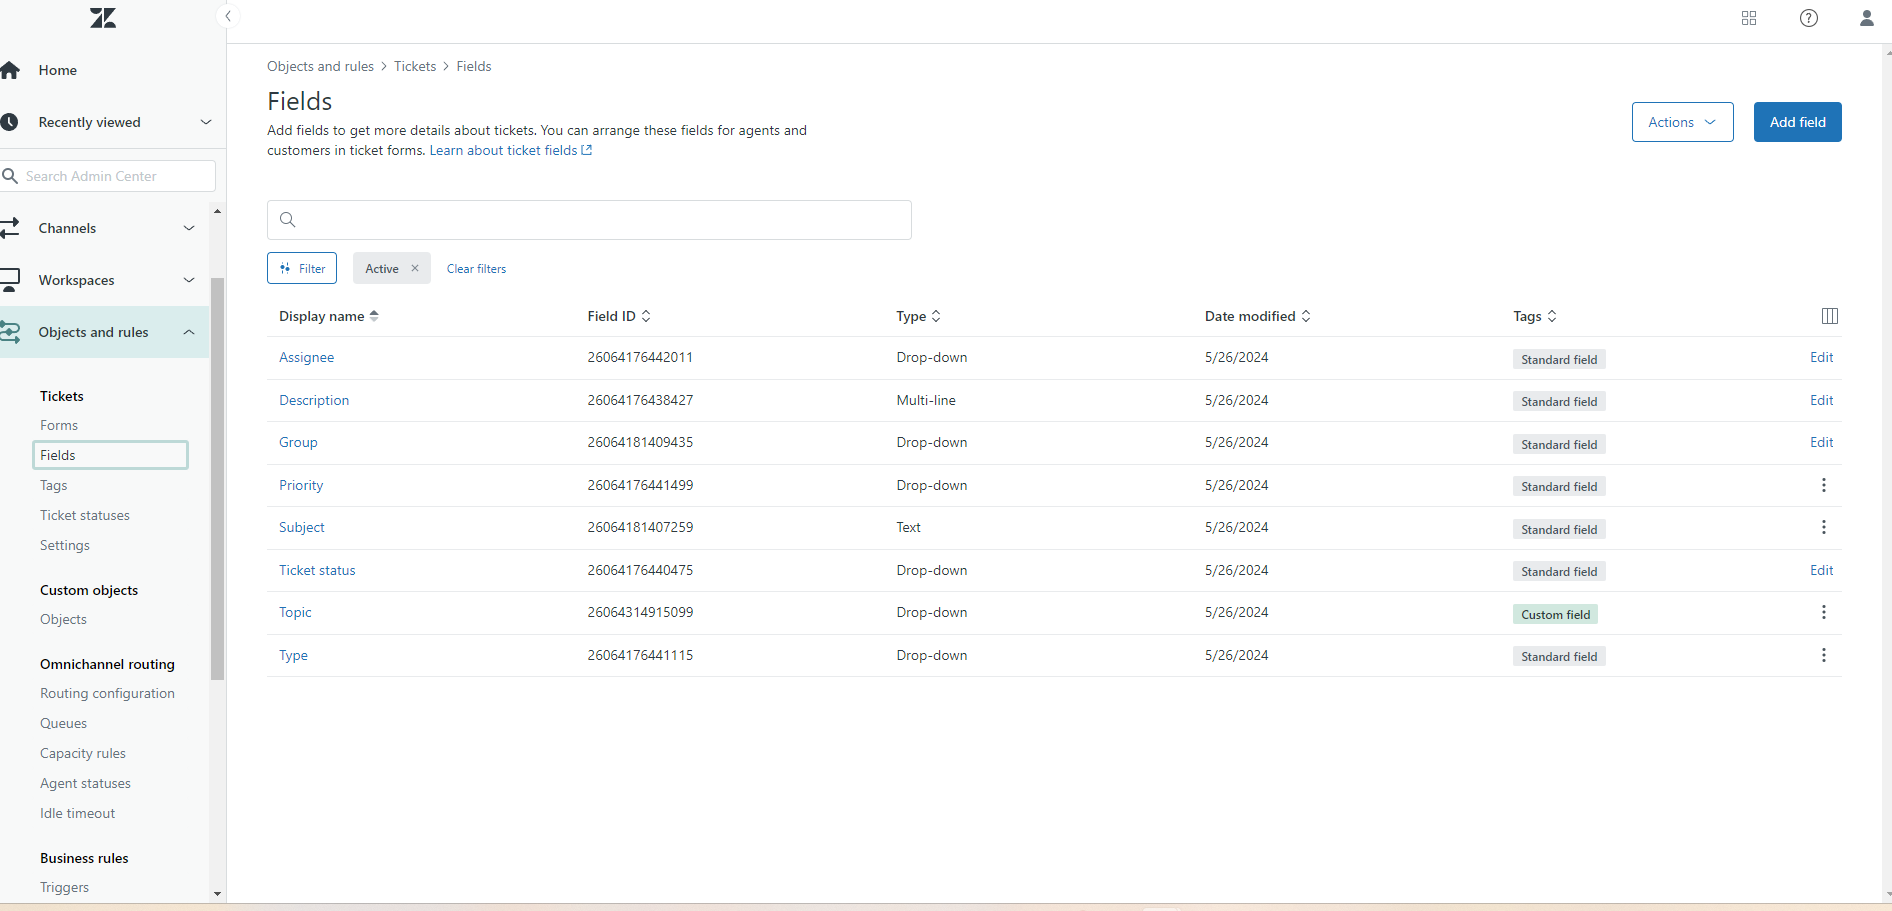 Home
Recently viewed
Search Admin Center
Channels
Workspaces
Objects and rules
Tickets
Forms
Fields
Tags
Ticket statuses
Settings
Custom objects
Objects
Omnichannel routing
Routing configuration
Queues
Capacity rules
Agent statuses
Idle timeout
Business rules
Triggers
Objects and rules > Tickets > Fields
Fields
Add fields to get more details about tickets. You can arrange these fields for agents and
customers in ticket forms. Learn about ticket fields
Actions Add field
Filter Active × Clear filters
Display name Field ID Type Date modified Tags
Assignee 26064176442011 Drop-down 5/26/2024 Standard field Edit
Description 26064176438427 Multi-line 5/26/2024 Standard field Edit
Group 26064181409435 Drop-down 5/26/2024 Standard field Edit
Priority 26064176441499 Drop-down 5/26/2024 Standard field
Subject 26064181407259 Text 5/26/2024 Standard field
Ticket status 26064176440475 Drop-down 5/26/2024 Standard field Edit
Topic 26064314915099 Drop-down 5/26/2024 Custom field
Type 26064176441115 Drop-down 5/26/2024 Standard field